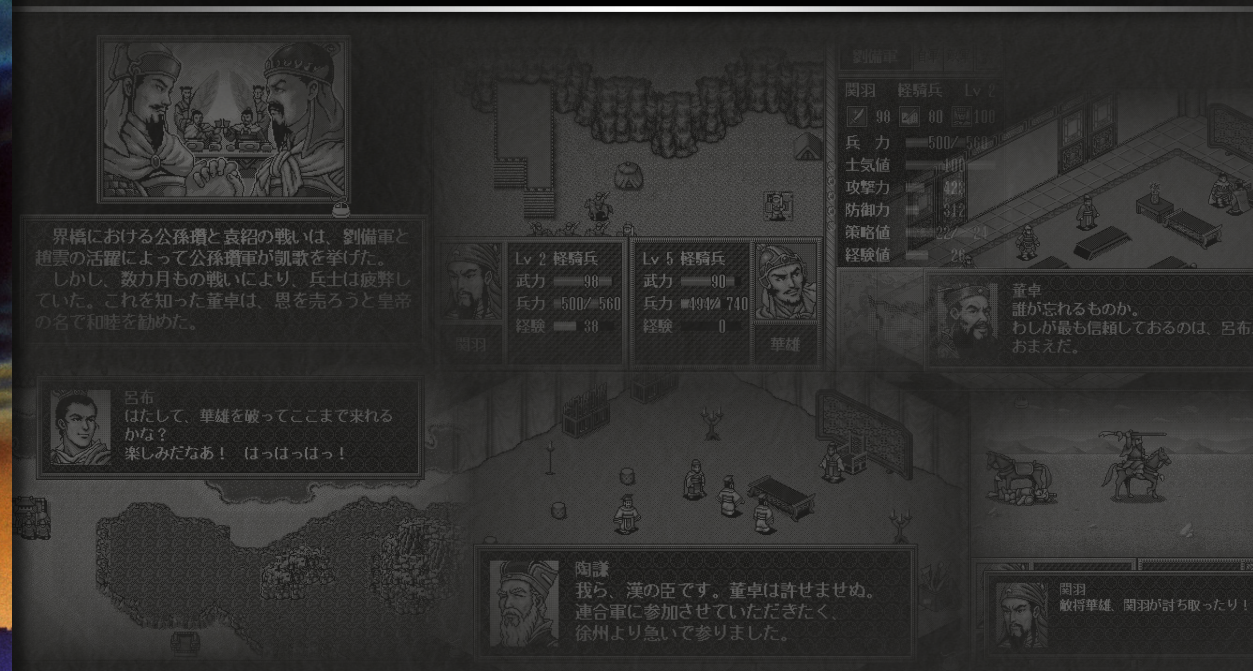 劉備軍
関羽 軽騎兵 Lv 2
98 80 100
兵 力 500/ 560
士気値 100
攻撃力 423
防御力 312
策略値
経験値 28
界橋における公孫瓚と袁紹の戦いは、劉備軍と
趙雲の活躍によって公孫瓚軍が凱歌を挙げた。
しかし、数カ月もの戦いにより、兵士は疲弊し
ていた。これを知った董卓は、恩を売ろうと皇帝
の名で和睦を勧めた。
Lv 2 軽騎兵
武力 98
兵力 500/ 560
経験 38
関羽
Lv 5 軽騎兵
武力 90
兵力 494/ 740
経験 0
華雄
董卓
誰が忘れるものか。
わしが最も信頼しておるのは、呂布
おまえだ。
呂布
はたして、華雄を破ってここまで来れる
かな？
楽しみだなあ！ はっはっはっ！
陶謙
我ら、漢の臣です。董卓は許せませぬ。
連合軍に参加させていただきたく、
徐州より急いで参りました。
関羽
敵将華雄、関羽が討ち取ったり！